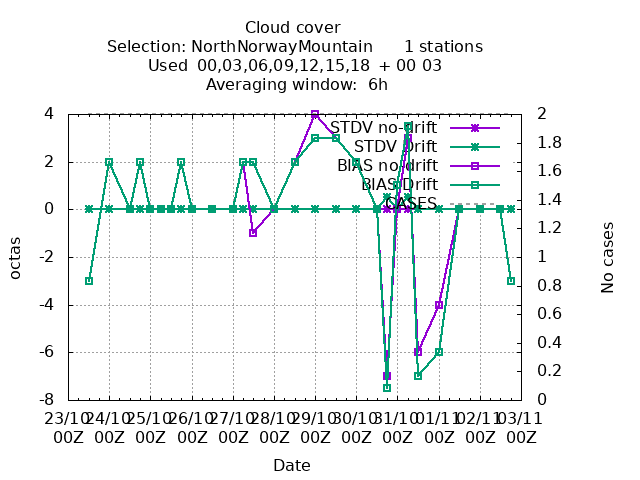 Cloud cover
Selection: NorthNorwayMountain 1 stations
Used 00,03,06,09,12,15,18 + 00 03
Averaging window: 6h
STDV no-drift
STDV Drift
BIAS no-drift
BIAS Drift
CASES
4
2
0
-2
-4
-6
-8
octas
2
1.8
1.6
1.4
1.2
1
0.8
0.6
0.4
0.2
0
No cases
23/10 24/10 25/10 26/10 27/10 28/10 29/10 30/10 31/10 01/11 02/11 03/11
00Z 00Z 00Z 00Z 00Z 00Z 00Z 00Z 00Z 00Z 00Z 00Z
Date